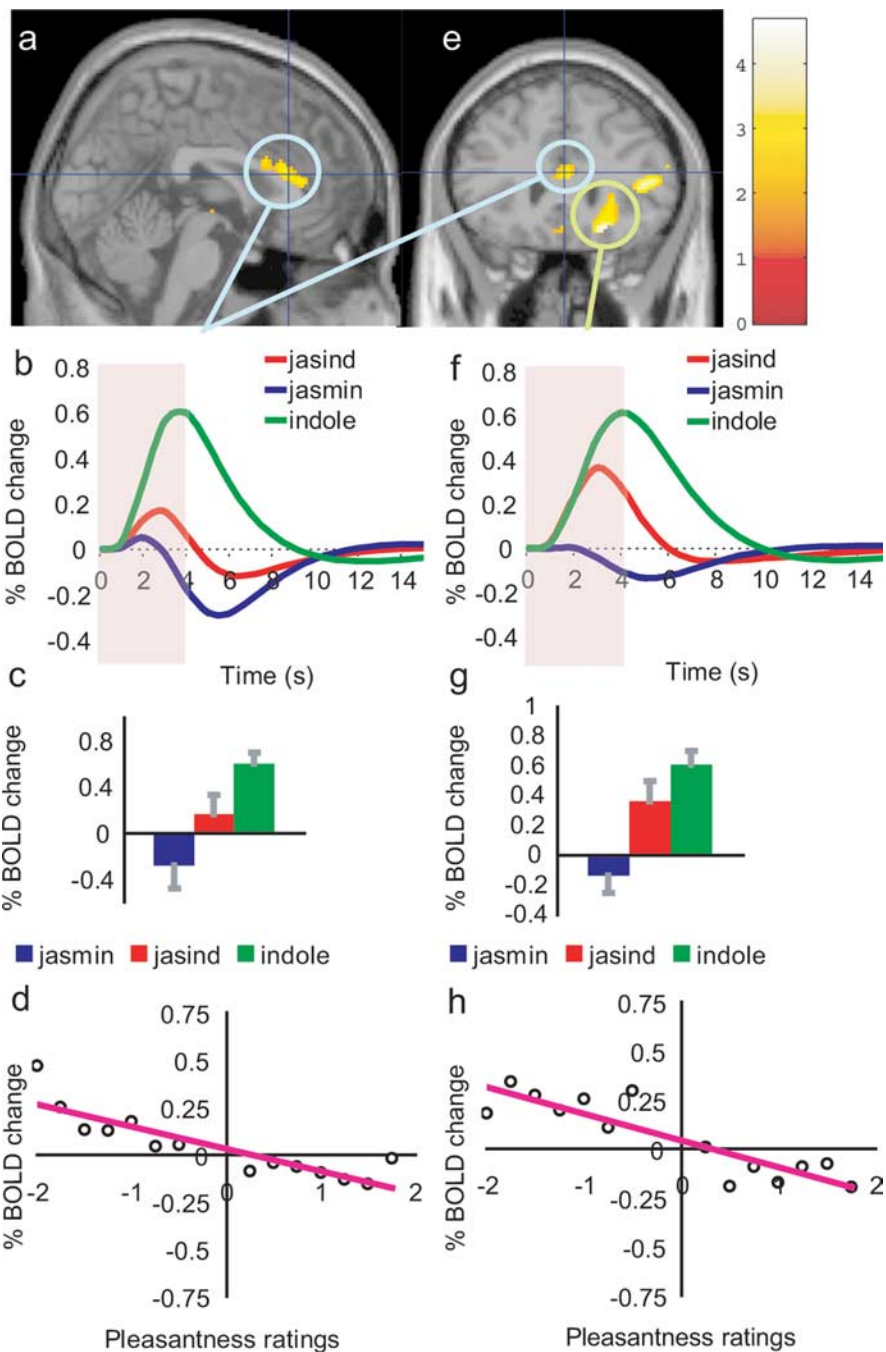 a
e
4
3
2
1
0
b
0.8
0.6
0.4
0.2
0
-0.2
-0.4
% BOLD change
jasind
jasmin
indole
0 2 4 6 8 10 12 14
Time (s)
f
0.8
0.6
0.4
0.2
0
-0.2
-0.4
% BOLD change
jasind
jasmin
indole
0 2 4 6 8 10 12 14
Time (s)
c
0.8
0.4
0
-0.4
% BOLD change
jasmin jasind indole
g
1
0.8
0.6
0.4
0.2
0
-0.2
-0.4
% BOLD change
jasmin jasind indole
d
0.75
0.5
0.25
0
-0.25
-0.5
-0.75
% BOLD change
-2 -1 0 1 2
Pleasantness ratings
h
0.75
0.5
0.25
0
-0.25
-0.5
-0.75
% BOLD change
-2 -1 0 1 2
Pleasantness ratings